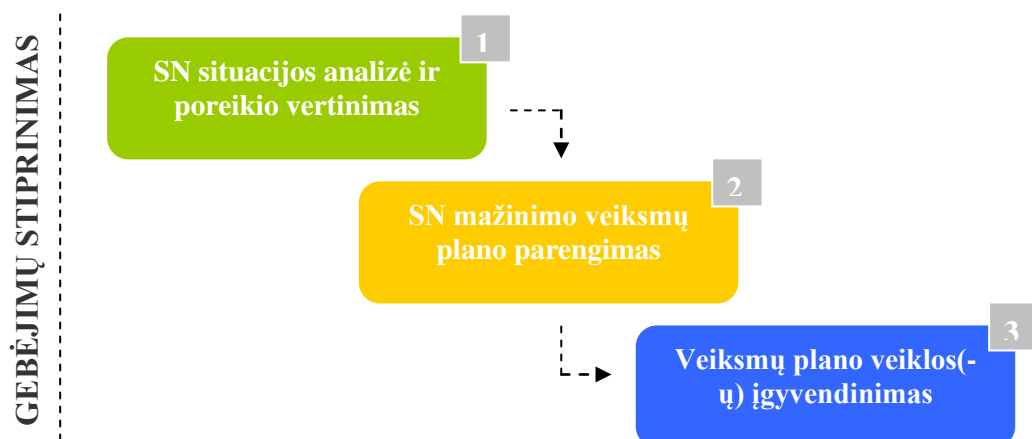 GEBĖJIMŲ STIPRINIMAS
1
SN situacijos analizė ir
poreikio vertinimas
2
SN mažinimo veiksmų
plano parengimas
3
Veiksmų plano veiklos(-
ų) įgyvendinimas